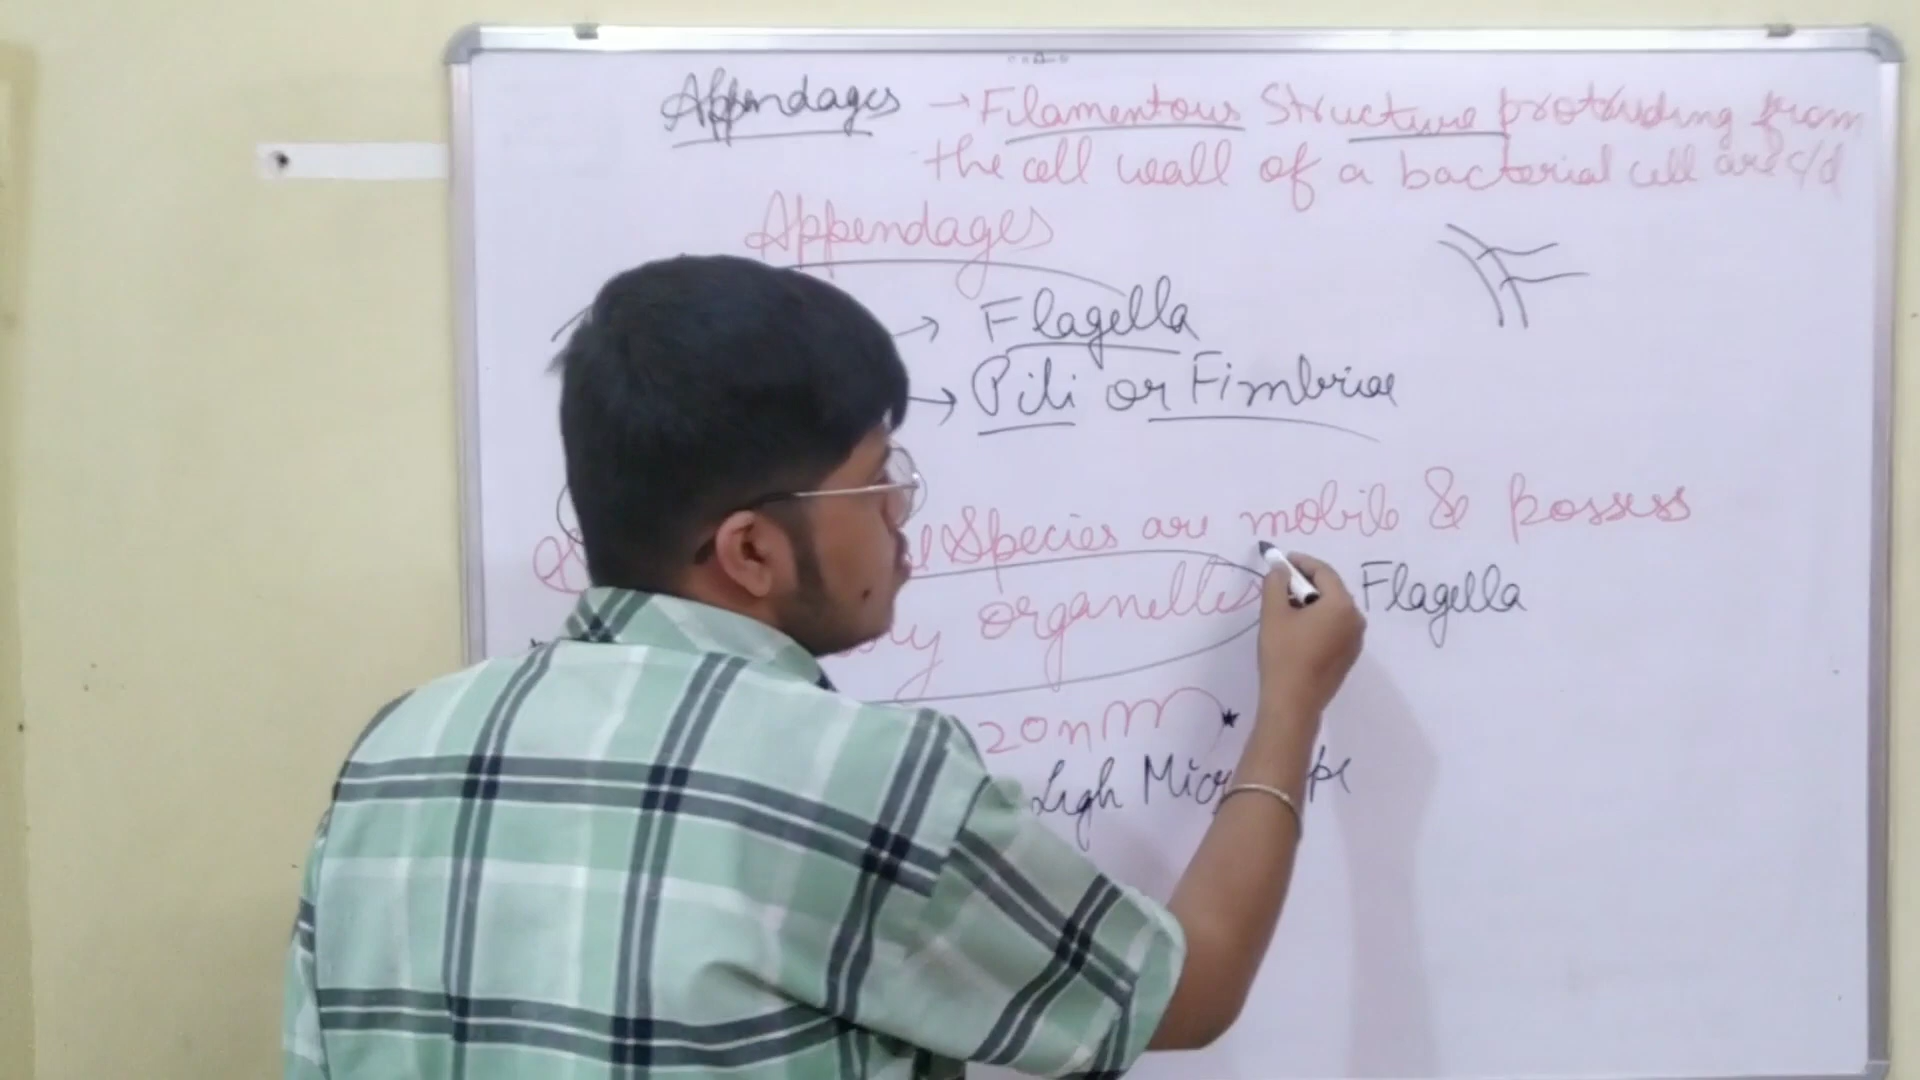 Appendages → Filamentous Structure protruding from
the cell wall of a bacterial cell are c/d
Appendages
→ Flagella
→ Pili or Fimbriae
Species are mobile & possess
organelles Flagella
20nm
Ligh